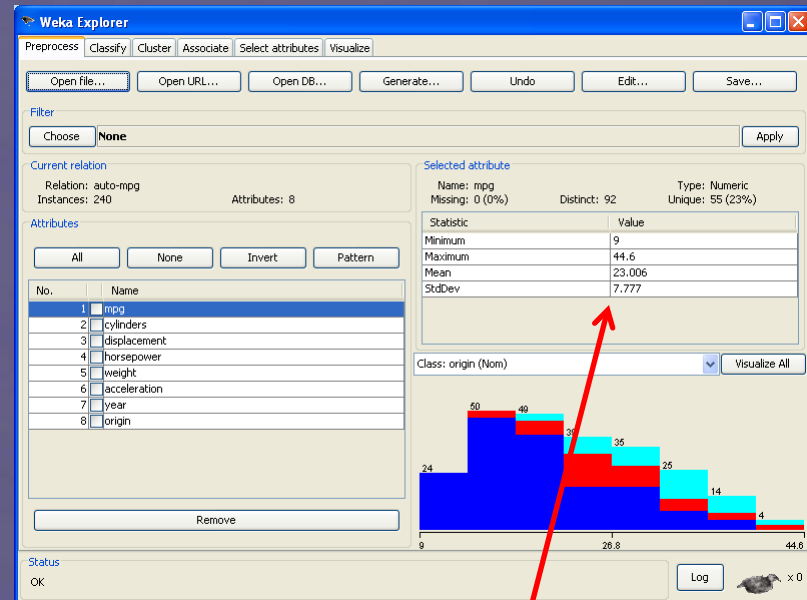 Weka Explorer
Preprocess Classify Cluster Associate Select attributes Visualize
Open file... Open URL... Open DB... Generate... Undo Edit... Save...
Filter
Choose None Apply
Current relation
Relation: auto-mpg
Instances: 240 Attributes: 8
Attributes
All None Invert Pattern
No. Name
1 mpg
2 cylinders
3 displacement
4 horsepower
5 weight
6 acceleration
7 year
8 origin
Remove
Selected attribute
Name: mpg Type: Numeric
Missing: 0 (0%) Distinct: 92 Unique: 55 (23%)
Statistic Value
Minimum 9
Maximum 44.6
Mean 23.006
StdDev 7.777
Class: origin (Nom) Visualize All
24 50 49 39 35 25 14 4
9 26.8 44.6
Status
OK Log x 0